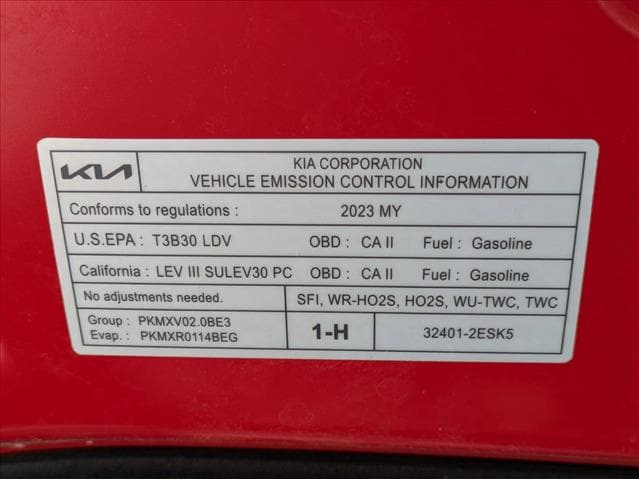 KIA
KIA CORPORATION
VEHICLE EMISSION CONTROL INFORMATION
Conforms to regulations : 2023 MY
U.S.EPA : T3B30 LDV OBD : CA II Fuel : Gasoline
California : LEV III SULEV30 PC OBD : CA II Fuel : Gasoline
No adjustments needed. SFI, WR-HO2S, HO2S, WU-TWC, TWC
Group : PKMXV02.0BE3
Evap. : PKMXR0114BEG
1-H
32401-2ESK5